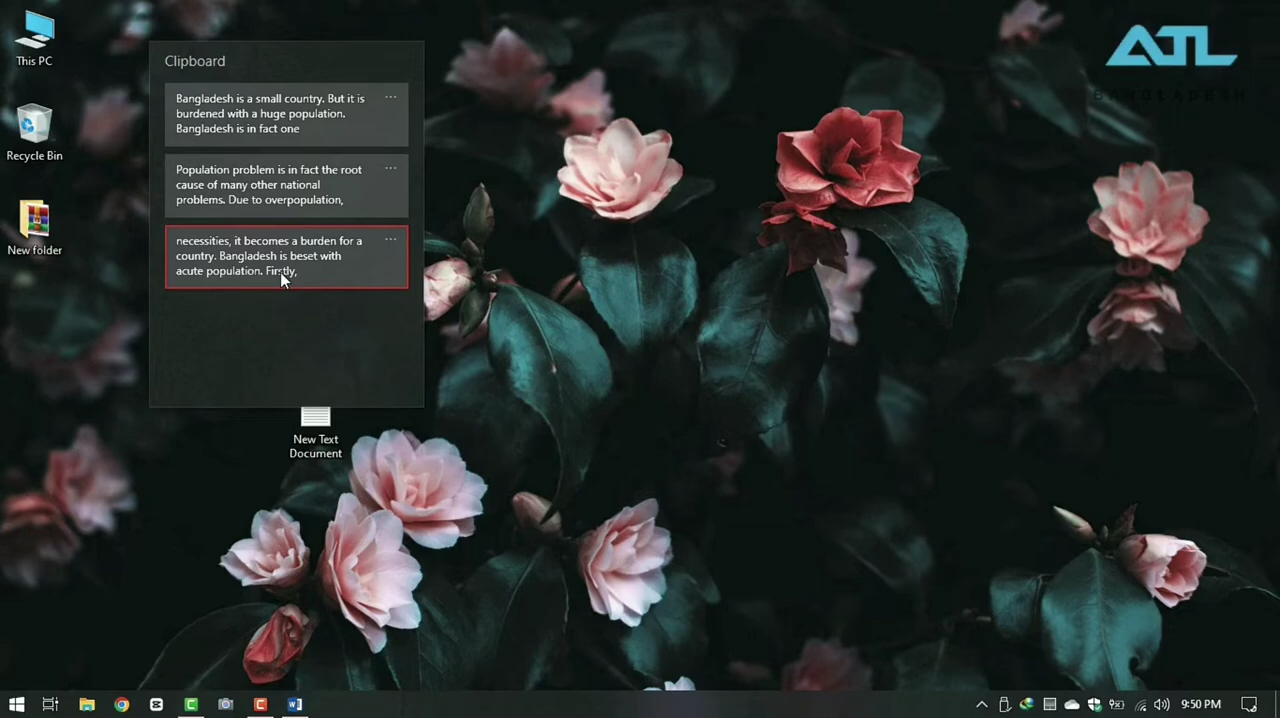 This PC
Recycle Bin
New folder
Clipboard
Bangladesh is a small country. But it is
burdened with a huge population.
Bangladesh is in fact one
Population problem is in fact the root
cause of many other national
problems. Due to overpopulation,
necessities, it becomes a burden for a
country. Bangladesh is beset with
acute population. Firstly,
New Text
Document
ATL
BANGLADESH
9:50 PM